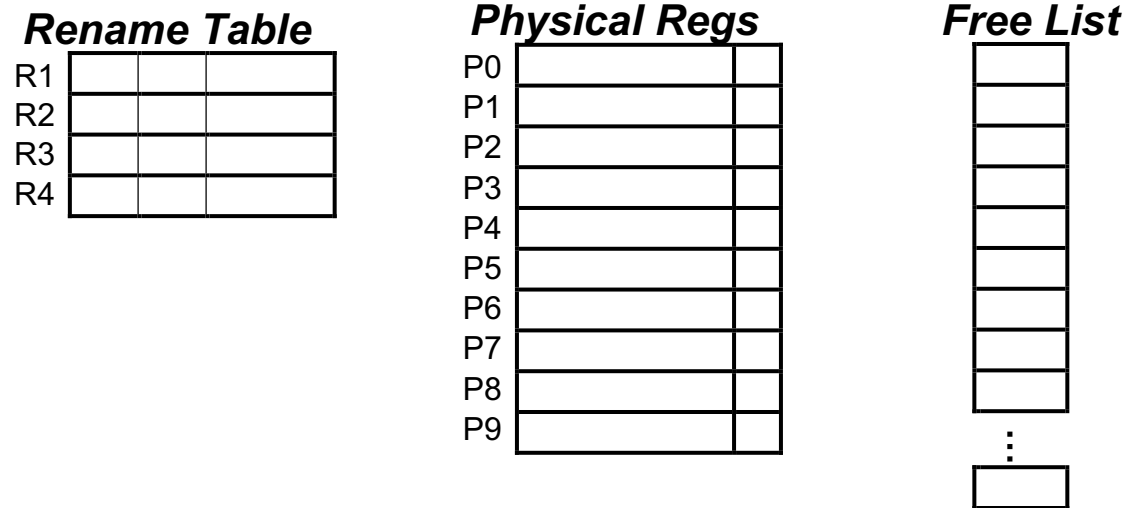 Rename Table
R1
R2
R3
R4
Physical Regs
P0
P1
P2
P3
P4
P5
P6
P7
P8
P9
Free List
⋮